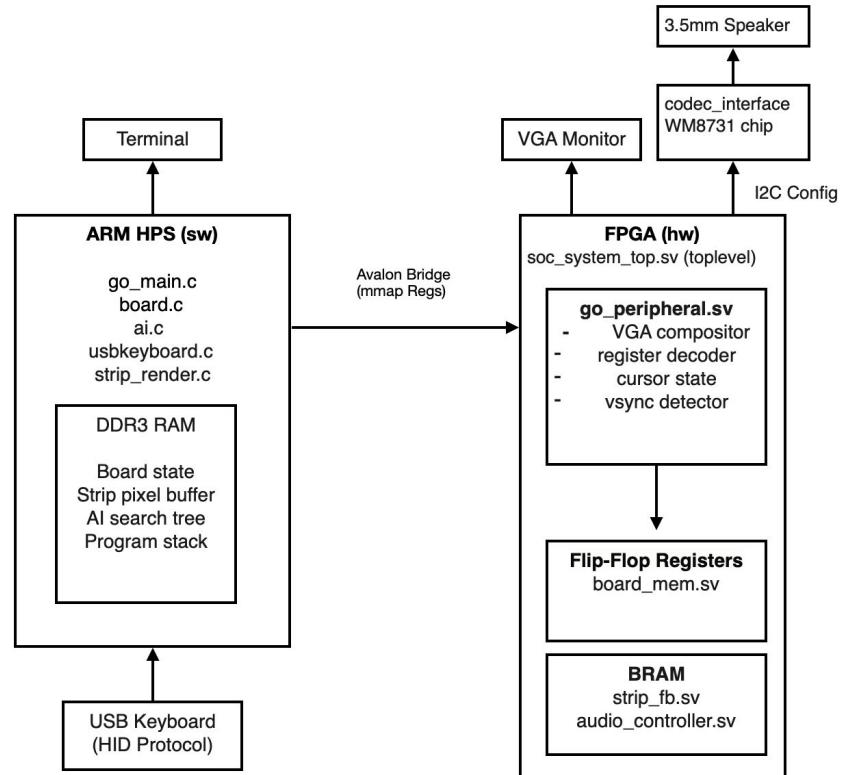 3.5mm Speaker
codec_interface
WM8731 chip
Terminal
VGA Monitor
I2C Config
ARM HPS (sw)
go_main.c
board.c
ai.c
usbkeyboard.c
strip_render.c
DDR3 RAM
Board state
Strip pixel buffer
AI search tree
Program stack
USB Keyboard
(HID Protocol)
Avalon Bridge
(mmap Regs)
FPGA (hw)
soc_system_top.sv (toplevel)
go_peripheral.sv
- VGA compositor
- register decoder
- cursor state
- vsync detector
Flip-Flop Registers
board_mem.sv
BRAM
strip_fb.sv
audio_controller.sv